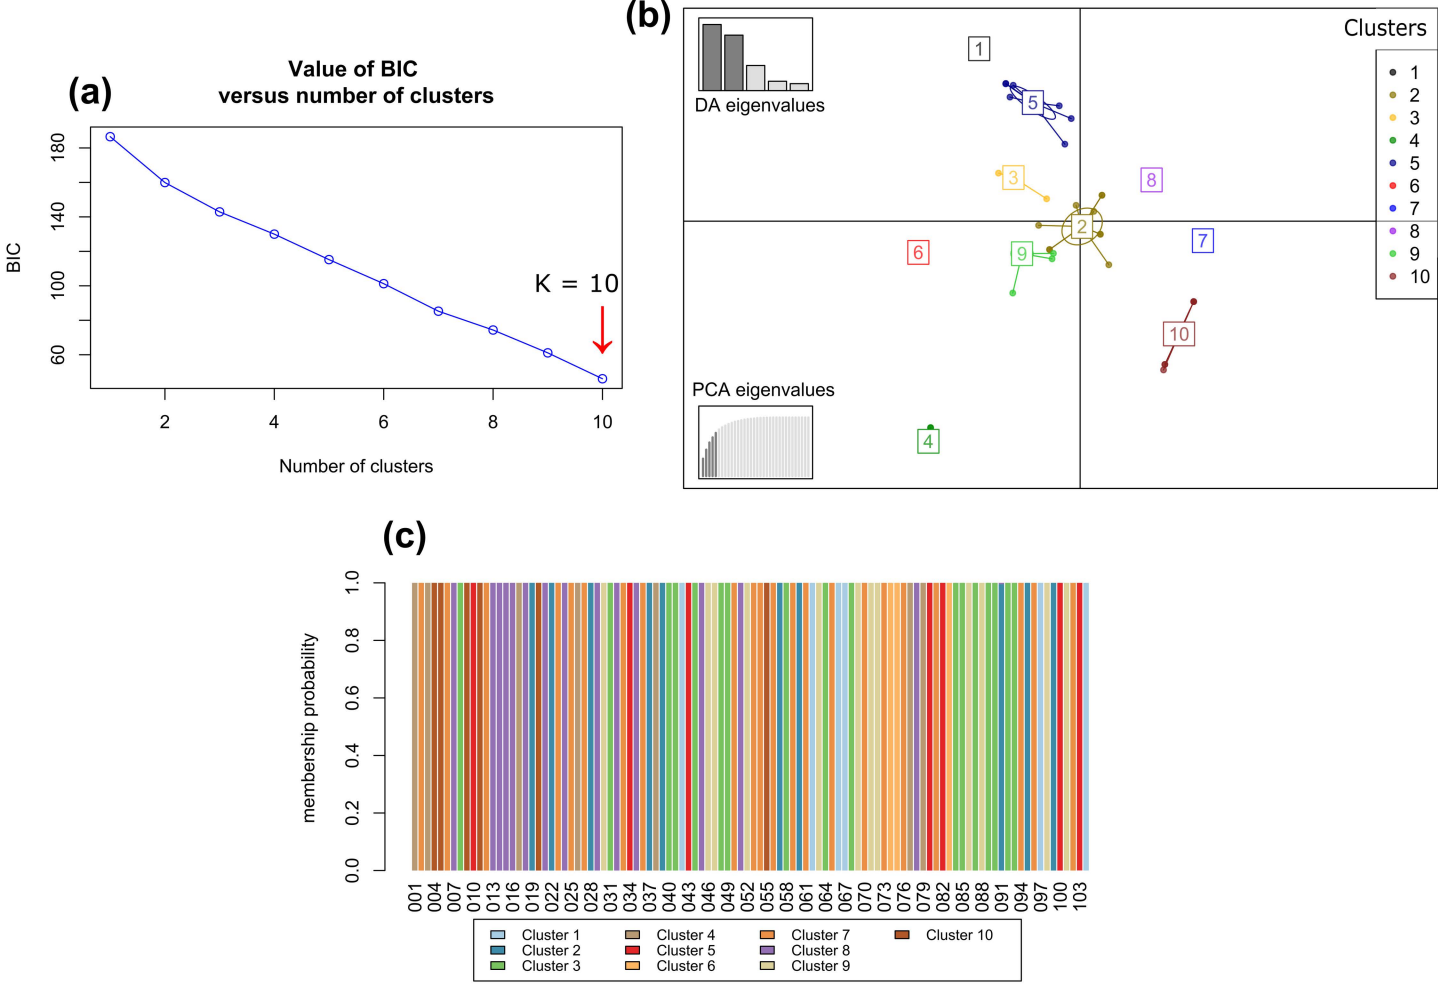 (a)
Value of BIC
versus number of clusters
BIC
180
140
100
60
K = 10
2 4 6 8 10
Number of clusters
(b)
DA eigenvalues
PCA eigenvalues
1
5
3
8
2
6
9
7
10
4
Clusters
1
2
3
4
5
6
7
8
9
10
(c)
membership probability
1.0
0.8
0.6
0.4
0.2
0.0
001 004 007 010 013 016 019 022 025 028 031 034 037 040 043 046 049 052 055 058 061 064 067 070 073 076 079 082 085 088 091 094 097 100 103
Cluster 1 Cluster 4 Cluster 7 Cluster 10
Cluster 2 Cluster 5 Cluster 8
Cluster 3 Cluster 6 Cluster 9